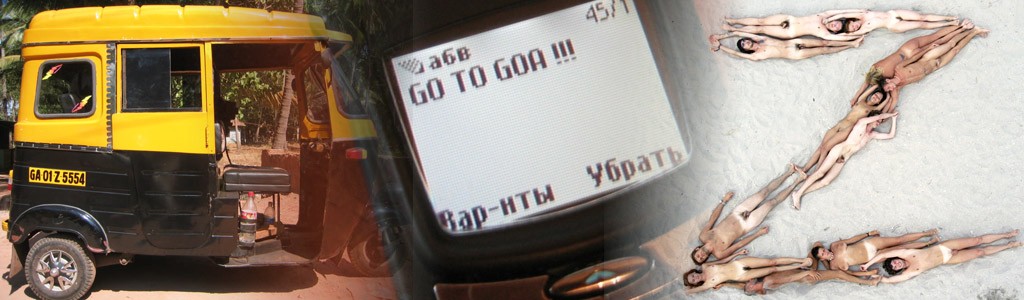 GA 01 Z 5554
45/1
абв
GO TO GOA !!!
Вар-нты
Убрать